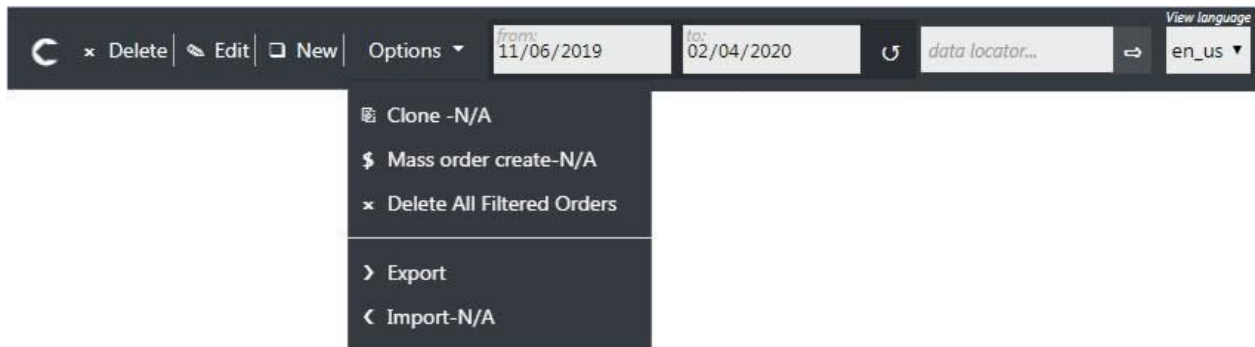 View language
Delete Edit New Options from: 11/06/2019 to: 02/04/2020 data locator... en_us
Clone -N/A
$ Mass order create-N/A
Delete All Filtered Orders
Export
Import-N/A